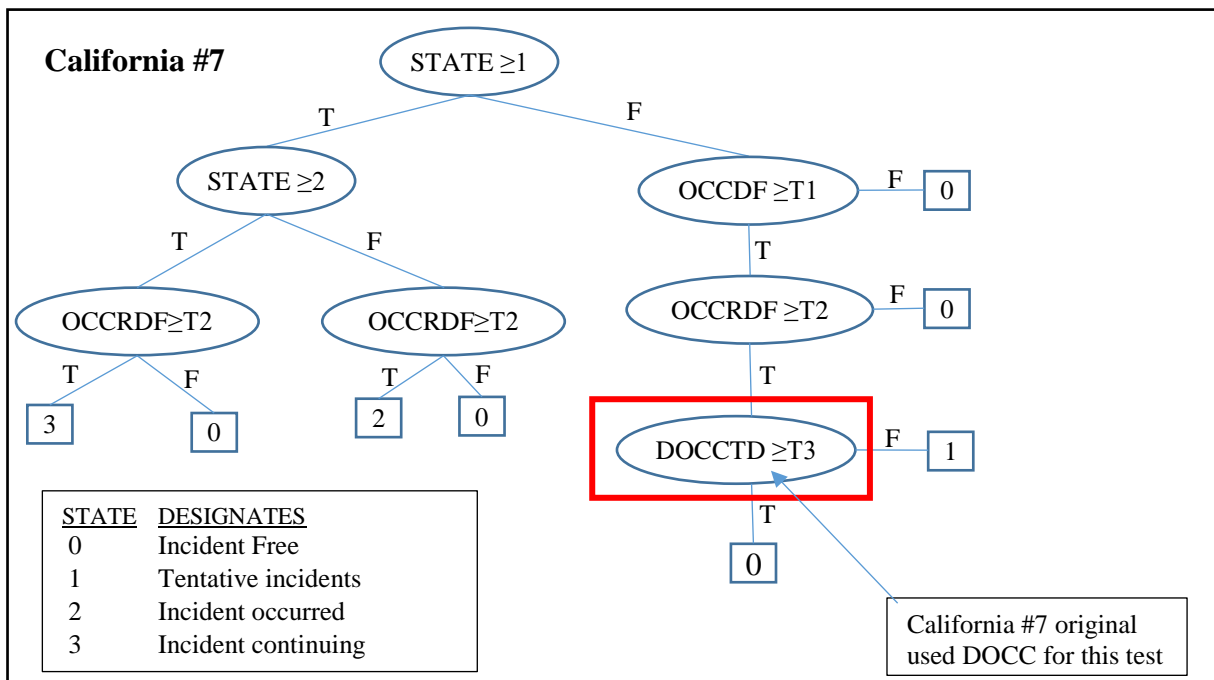 California #7
STATE ≥1
T
F
STATE ≥2
OCCDF ≥T1
F
0
T
F
T
OCCRDF≥T2
OCCRDF≥T2
OCCRDF ≥T2
F
0
T
F
T
F
T
3
0
2
0
DOCCTD ≥T3
F
1
T
0
STATE DESIGNATES
0 Incident Free
1 Tentative incidents
2 Incident occurred
3 Incident continuing
California #7 original
used DOCC for this test